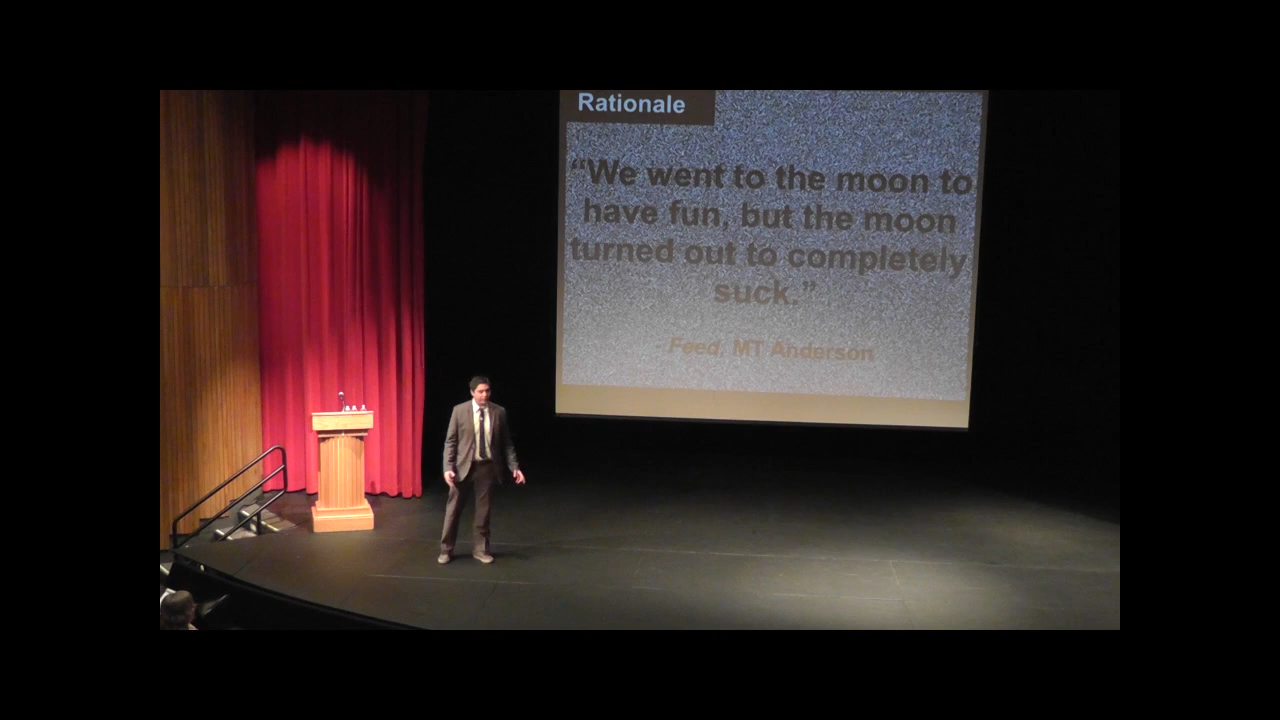 Rationale
“We went to the moon to
have fun, but the moon
turned out to completely
suck.”
Feed, MT Anderson